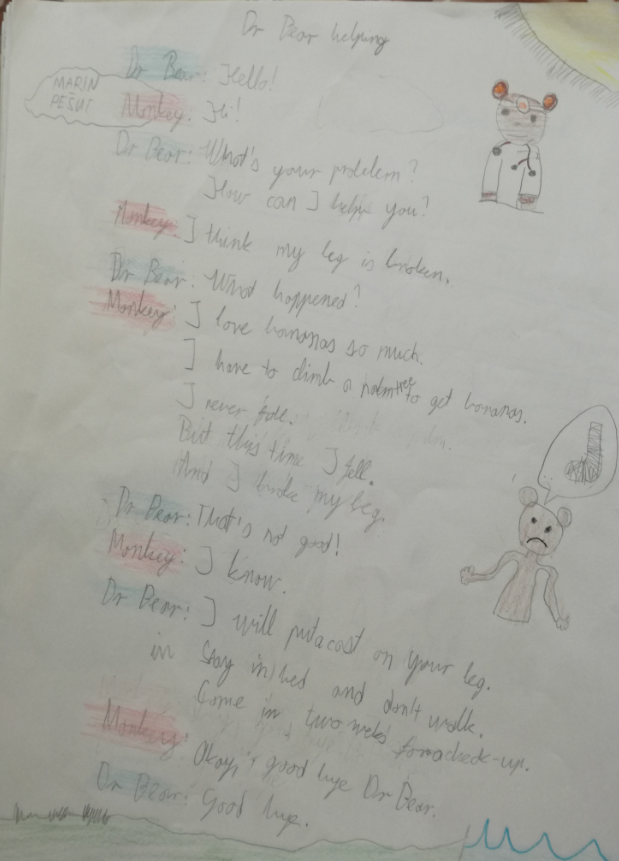 Dr Bear helping
Dr Bear: Hello!
MARIN
PEŠUT
Monkey: Hi!
Dr Bear: What's your problem?
How can I help you?
Monkey: I think my leg is broken.
Dr Bear: What happened?
Monkey: I love bananas so much.
I have to climb a palm tree to get bananas.
I never fall.
But this time I fell.
And I broke my leg.
Dr Bear: That's not good!
Monkey: I know.
Dr Bear: I will put a cast on your leg.
in Stay in bed and don't walk.
Come in two weeks for a check-up.
Monkey: Okay, good bye Dr Bear.
Dr Bear: Good bye.